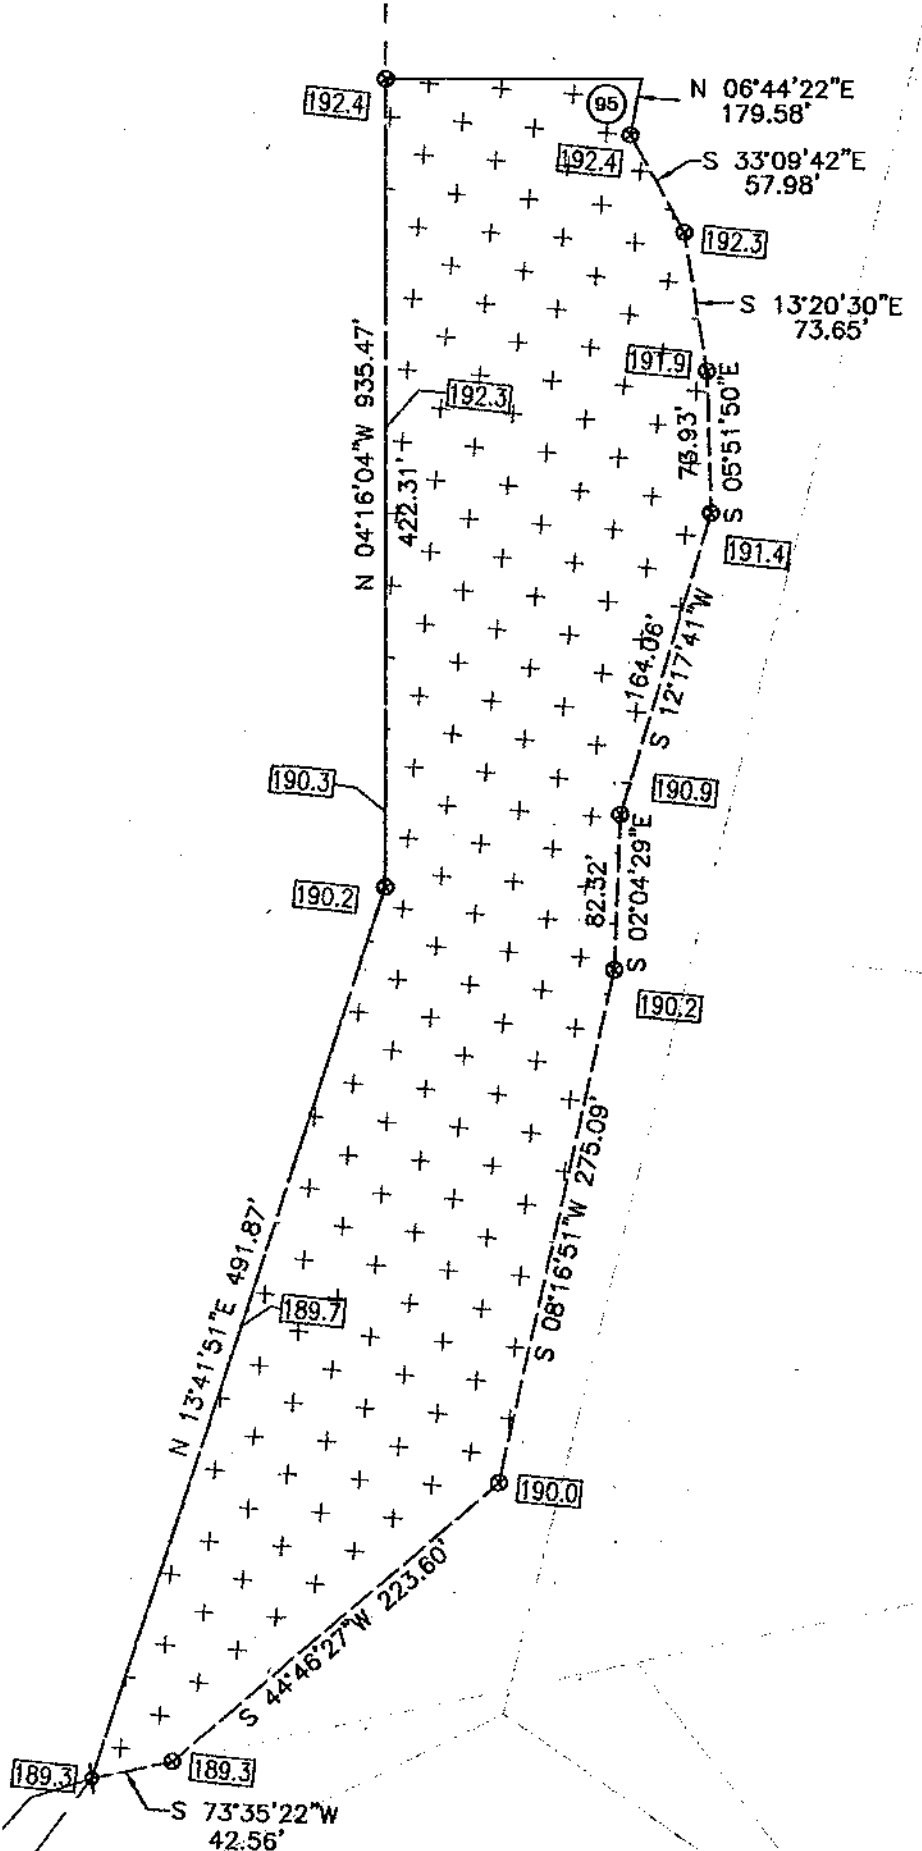 192.4
95
N 06°44'22"E
179.58'
192.4
S 33°09'42"E
57.98'
192.3
S 13°20'30"E
73.65'
191.9
N 04°16'04"W 935.47'
192.3
422.31'
73.93'
S 05°51'50"E
191.4
164.06'
S 12°17'41"W
190.3
190.9
190.2
82.32'
S 02°04'29"E
190.2
N 13°41'51"E 491.87'
189.7
S 08°16'51"W 275.09'
190.0
S 44°46'27"W 223.60'
189.3
189.3
S 73°35'22"W
42.56'